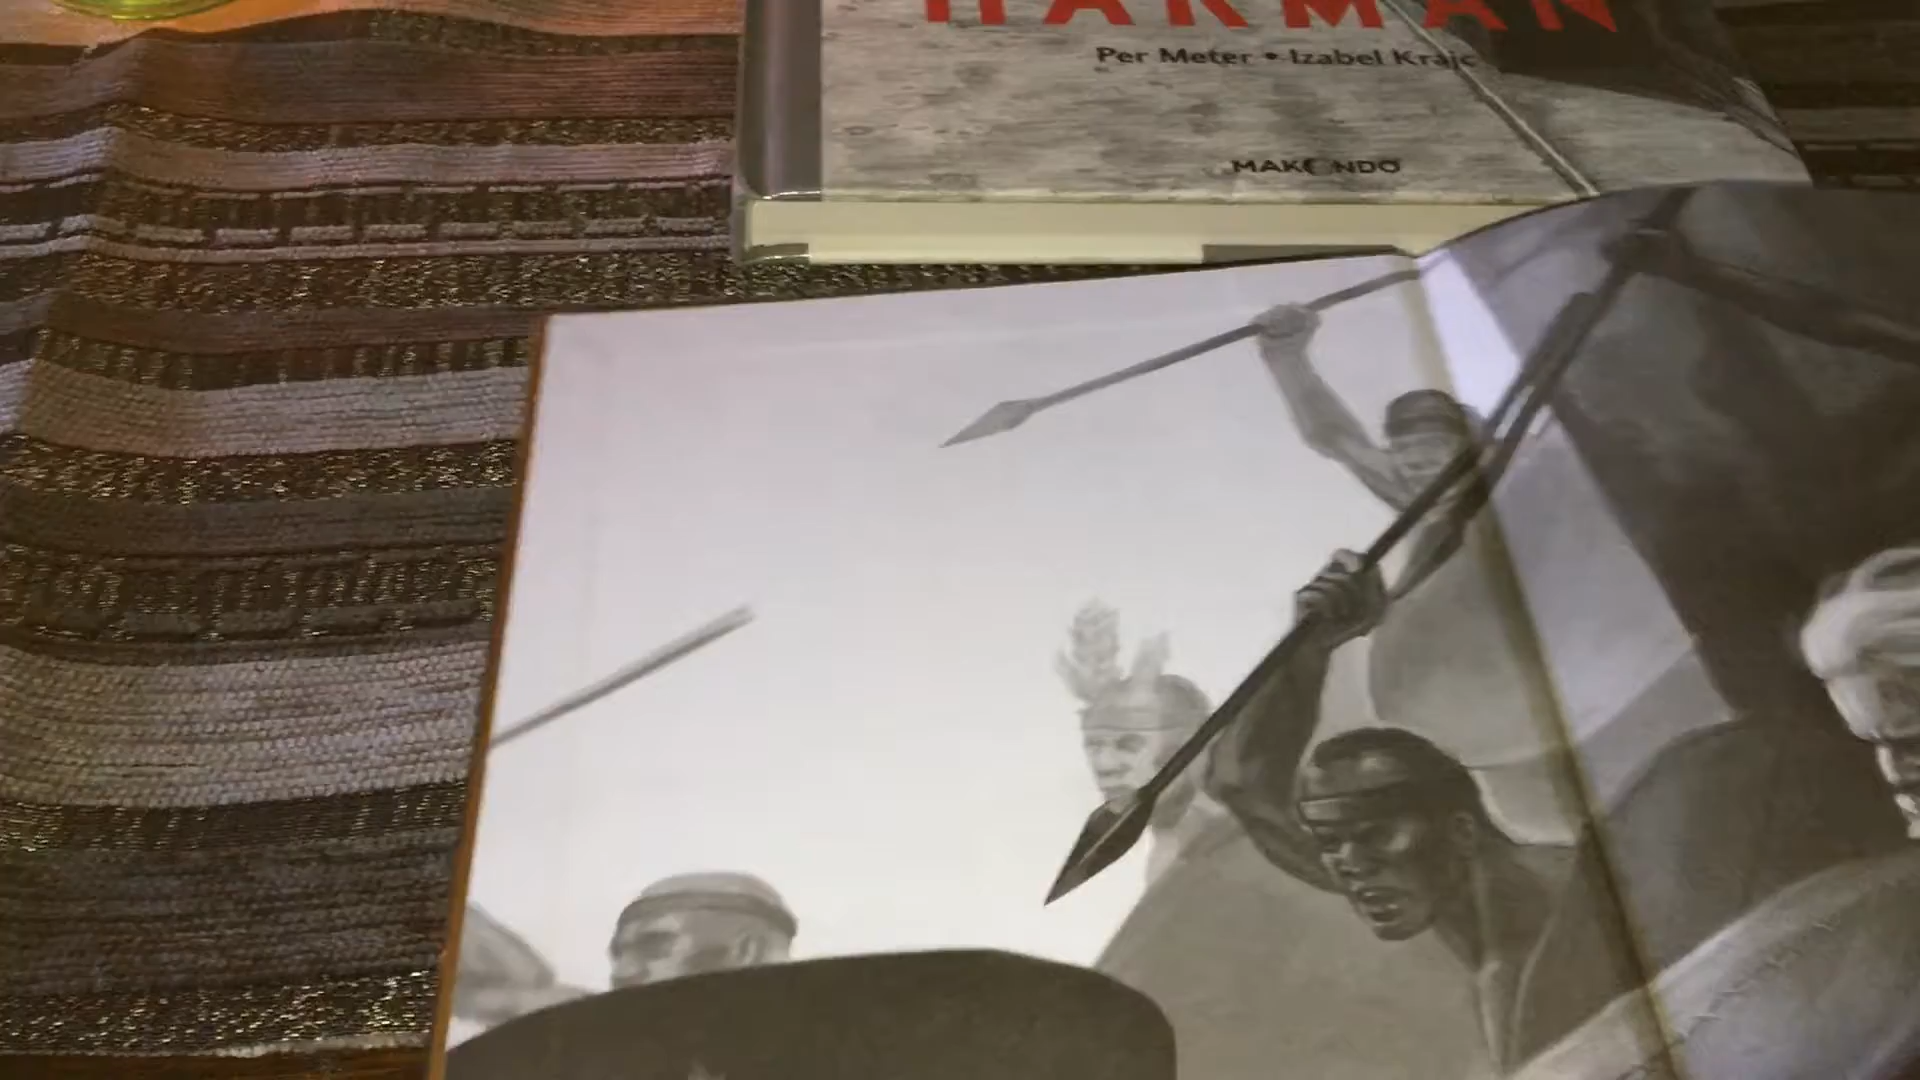 HARMAN
Per Meter • Izabel Krajc
MAKONDO